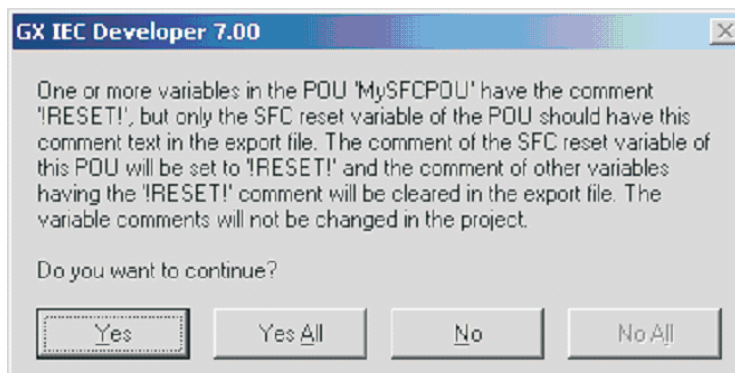 GX IEC Developer 7.00
One or more variables in the POU 'MySFCPOU' have the comment
'!RESET!', but only the SFC reset variable of the POU should have this
comment text in the export file. The comment of the SFC reset variable of
this POU will be set to '!RESET!' and the comment of other variables
having the '!RESET!' comment will be cleared in the export file. The
variable comments will not be changed in the project.
Do you want to continue?
Yes
Yes All
No
No All